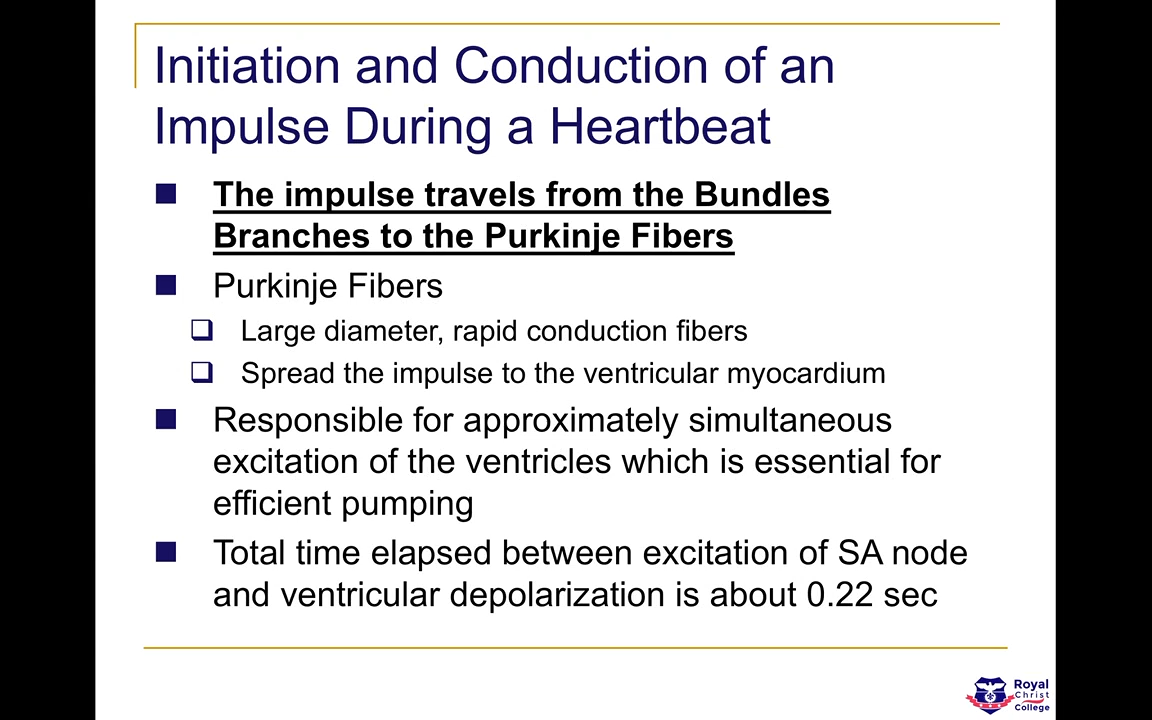 Initiation and Conduction of an
Impulse During a Heartbeat
The impulse travels from the Bundles
Branches to the Purkinje Fibers
Purkinje Fibers
Large diameter, rapid conduction fibers
Spread the impulse to the ventricular myocardium
Responsible for approximately simultaneous
excitation of the ventricles which is essential for
efficient pumping
Total time elapsed between excitation of SA node
and ventricular depolarization is about 0.22 sec
Royal
Christ
College